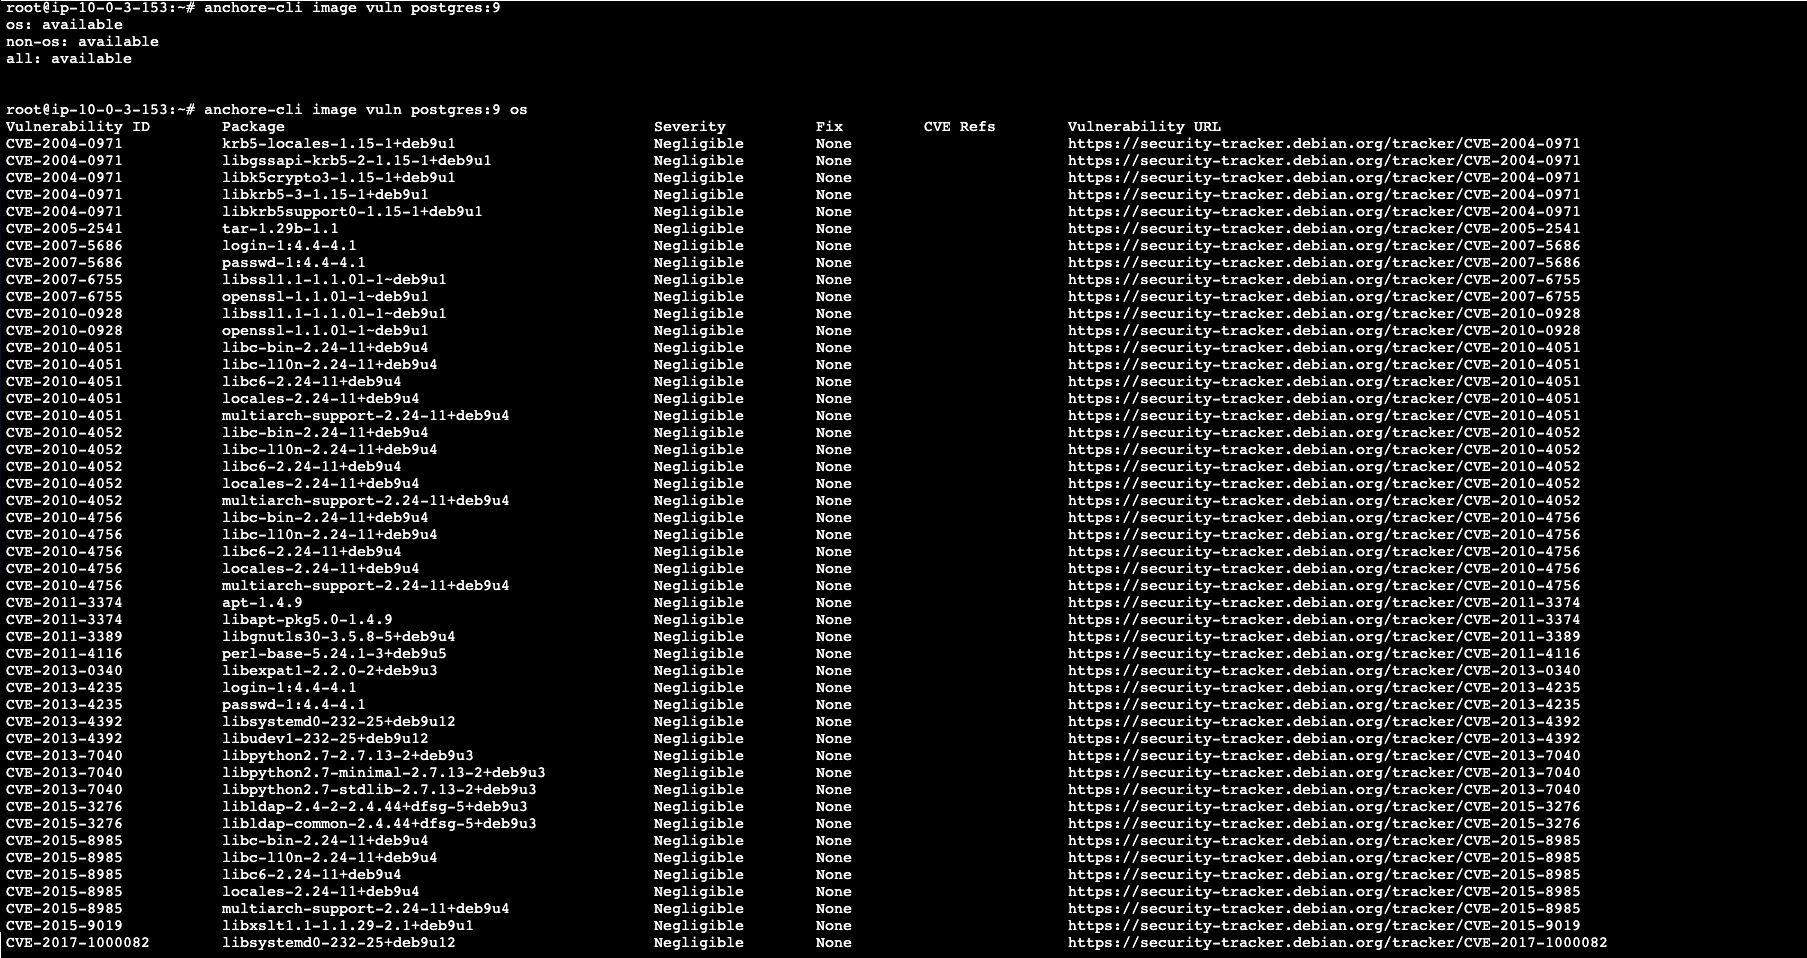 root@ip-10-0-3-153:~# anchore-cli image vuln postgres:9
os: available
non-os: available
all: available
root@ip-10-0-3-153:~# anchore-cli image vuln postgres:9 os
Vulnerability ID Package Severity Fix CVE Refs Vulnerability URL
CVE-2004-0971 krb5-locales-1.15-1+deb9u1 Negligible None https://security-tracker.debian.org/tracker/CVE-2004-0971
CVE-2004-0971 libgssapi-krb5-2-1.15-1+deb9u1 Negligible None https://security-tracker.debian.org/tracker/CVE-2004-0971
CVE-2004-0971 libk5crypto3-1.15-1+deb9u1 Negligible None https://security-tracker.debian.org/tracker/CVE-2004-0971
CVE-2004-0971 libkrb5-3-1.15-1+deb9u1 Negligible None https://security-tracker.debian.org/tracker/CVE-2004-0971
CVE-2004-0971 libkrb5support0-1.15-1+deb9u1 Negligible None https://security-tracker.debian.org/tracker/CVE-2004-0971
CVE-2005-2541 tar-1.29b-1.1 Negligible None https://security-tracker.debian.org/tracker/CVE-2005-2541
CVE-2007-5686 login-1:4.4-4.1 Negligible None https://security-tracker.debian.org/tracker/CVE-2007-5686
CVE-2007-5686 passwd-1:4.4-4.1 Negligible None https://security-tracker.debian.org/tracker/CVE-2007-5686
CVE-2007-6755 libssl1.1-1.1.0l-1~deb9u1 Negligible None https://security-tracker.debian.org/tracker/CVE-2007-6755
CVE-2007-6755 openssl-1.1.0l-1~deb9u1 Negligible None https://security-tracker.debian.org/tracker/CVE-2007-6755
CVE-2010-0928 libssl1.1-1.1.0l-1~deb9u1 Negligible None https://security-tracker.debian.org/tracker/CVE-2010-0928
CVE-2010-0928 openssl-1.1.0l-1~deb9u1 Negligible None https://security-tracker.debian.org/tracker/CVE-2010-0928
CVE-2010-4051 libc-bin-2.24-11+deb9u4 Negligible None https://security-tracker.debian.org/tracker/CVE-2010-4051
CVE-2010-4051 libc-l10n-2.24-11+deb9u4 Negligible None https://security-tracker.debian.org/tracker/CVE-2010-4051
CVE-2010-4051 libc6-2.24-11+deb9u4 Negligible None https://security-tracker.debian.org/tracker/CVE-2010-4051
CVE-2010-4051 locales-2.24-11+deb9u4 Negligible None https://security-tracker.debian.org/tracker/CVE-2010-4051
CVE-2010-4051 multiarch-support-2.24-11+deb9u4 Negligible None https://security-tracker.debian.org/tracker/CVE-2010-4051
CVE-2010-4052 libc-bin-2.24-11+deb9u4 Negligible None https://security-tracker.debian.org/tracker/CVE-2010-4052
CVE-2010-4052 libc-l10n-2.24-11+deb9u4 Negligible None https://security-tracker.debian.org/tracker/CVE-2010-4052
CVE-2010-4052 libc6-2.24-11+deb9u4 Negligible None https://security-tracker.debian.org/tracker/CVE-2010-4052
CVE-2010-4052 locales-2.24-11+deb9u4 Negligible None https://security-tracker.debian.org/tracker/CVE-2010-4052
CVE-2010-4052 multiarch-support-2.24-11+deb9u4 Negligible None https://security-tracker.debian.org/tracker/CVE-2010-4052
CVE-2010-4756 libc-bin-2.24-11+deb9u4 Negligible None https://security-tracker.debian.org/tracker/CVE-2010-4756
CVE-2010-4756 libc-l10n-2.24-11+deb9u4 Negligible None https://security-tracker.debian.org/tracker/CVE-2010-4756
CVE-2010-4756 libc6-2.24-11+deb9u4 Negligible None https://security-tracker.debian.org/tracker/CVE-2010-4756
CVE-2010-4756 locales-2.24-11+deb9u4 Negligible None https://security-tracker.debian.org/tracker/CVE-2010-4756
CVE-2010-4756 multiarch-support-2.24-11+deb9u4 Negligible None https://security-tracker.debian.org/tracker/CVE-2010-4756
CVE-2011-3374 apt-1.4.9 Negligible None https://security-tracker.debian.org/tracker/CVE-2011-3374
CVE-2011-3374 libapt-pkg5.0-1.4.9 Negligible None https://security-tracker.debian.org/tracker/CVE-2011-3374
CVE-2011-3389 libgnutls30-3.5.8-5+deb9u4 Negligible None https://security-tracker.debian.org/tracker/CVE-2011-3389
CVE-2011-4116 perl-base-5.24.1-3+deb9u5 Negligible None https://security-tracker.debian.org/tracker/CVE-2011-4116
CVE-2013-0340 libexpat1-2.2.0-2+deb9u3 Negligible None https://security-tracker.debian.org/tracker/CVE-2013-0340
CVE-2013-4235 login-1:4.4-4.1 Negligible None https://security-tracker.debian.org/tracker/CVE-2013-4235
CVE-2013-4235 passwd-1:4.4-4.1 Negligible None https://security-tracker.debian.org/tracker/CVE-2013-4235
CVE-2013-4392 libsystemd0-232-25+deb9u12 Negligible None https://security-tracker.debian.org/tracker/CVE-2013-4392
CVE-2013-4392 libudev1-232-25+deb9u12 Negligible None https://security-tracker.debian.org/tracker/CVE-2013-4392
CVE-2013-7040 libpython2.7-2.7.13-2+deb9u3 Negligible None https://security-tracker.debian.org/tracker/CVE-2013-7040
CVE-2013-7040 libpython2.7-minimal-2.7.13-2+deb9u3 Negligible None https://security-tracker.debian.org/tracker/CVE-2013-7040
CVE-2013-7040 libpython2.7-stdlib-2.7.13-2+deb9u3 Negligible None https://security-tracker.debian.org/tracker/CVE-2013-7040
CVE-2015-3276 libldap-2.4-2-2.4.44+dfsg-5+deb9u3 Negligible None https://security-tracker.debian.org/tracker/CVE-2015-3276
CVE-2015-3276 libldap-common-2.4.44+dfsg-5+deb9u3 Negligible None https://security-tracker.debian.org/tracker/CVE-2015-3276
CVE-2015-8985 libc-bin-2.24-11+deb9u4 Negligible None https://security-tracker.debian.org/tracker/CVE-2015-8985
CVE-2015-8985 libc-l10n-2.24-11+deb9u4 Negligible None https://security-tracker.debian.org/tracker/CVE-2015-8985
CVE-2015-8985 libc6-2.24-11+deb9u4 Negligible None https://security-tracker.debian.org/tracker/CVE-2015-8985
CVE-2015-8985 locales-2.24-11+deb9u4 Negligible None https://security-tracker.debian.org/tracker/CVE-2015-8985
CVE-2015-8985 multiarch-support-2.24-11+deb9u4 Negligible None https://security-tracker.debian.org/tracker/CVE-2015-8985
CVE-2015-9019 libxslt1.1-1.1.29-2.1+deb9u1 Negligible None https://security-tracker.debian.org/tracker/CVE-2015-9019
CVE-2017-1000082 libsystemd0-232-25+deb9u12 Negligible None https://security-tracker.debian.org/tracker/CVE-2017-1000082